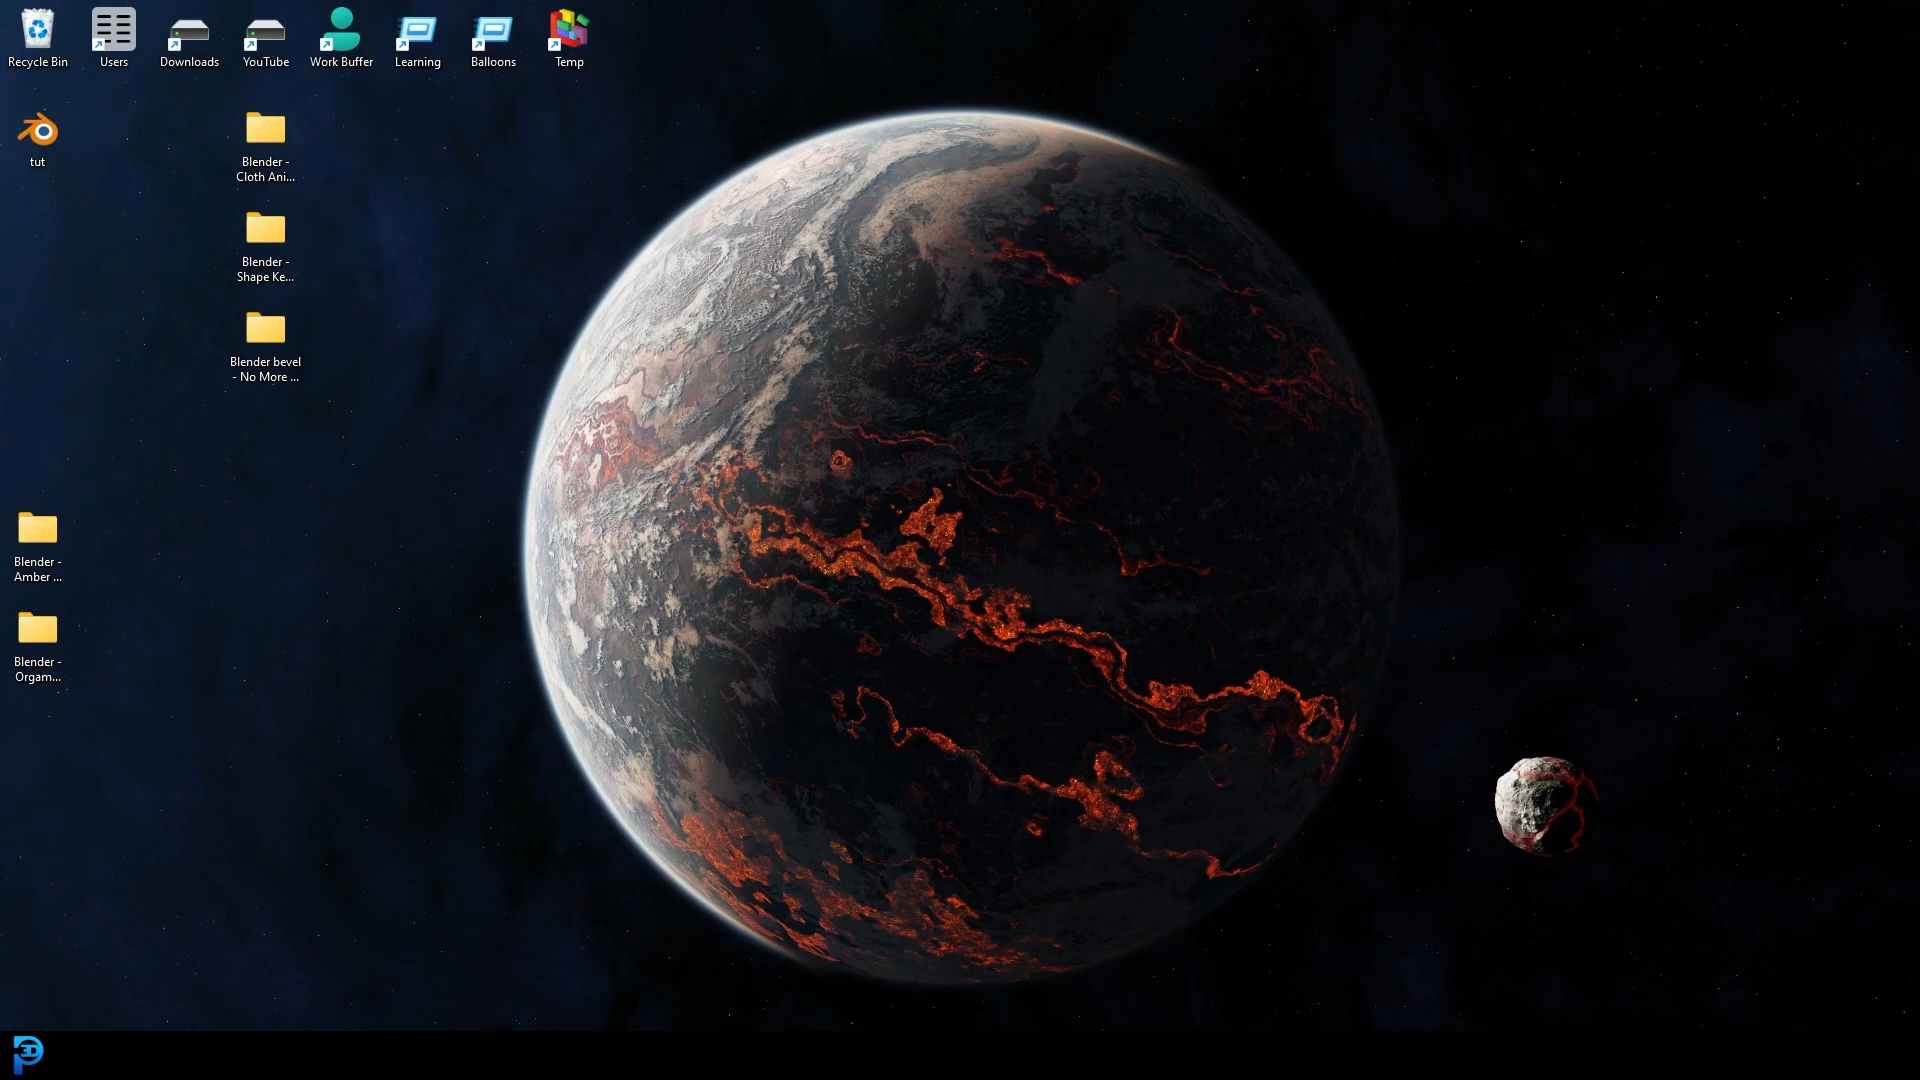 Recycle Bin
Users
Downloads
YouTube
Work Buffer
Learning
Balloons
Temp
tut
Blender -
Cloth Ani...
Blender -
Shape Ke...
Blender bevel
- No More ...
Blender -
Amber ...
Blender -
Orgam...
3D